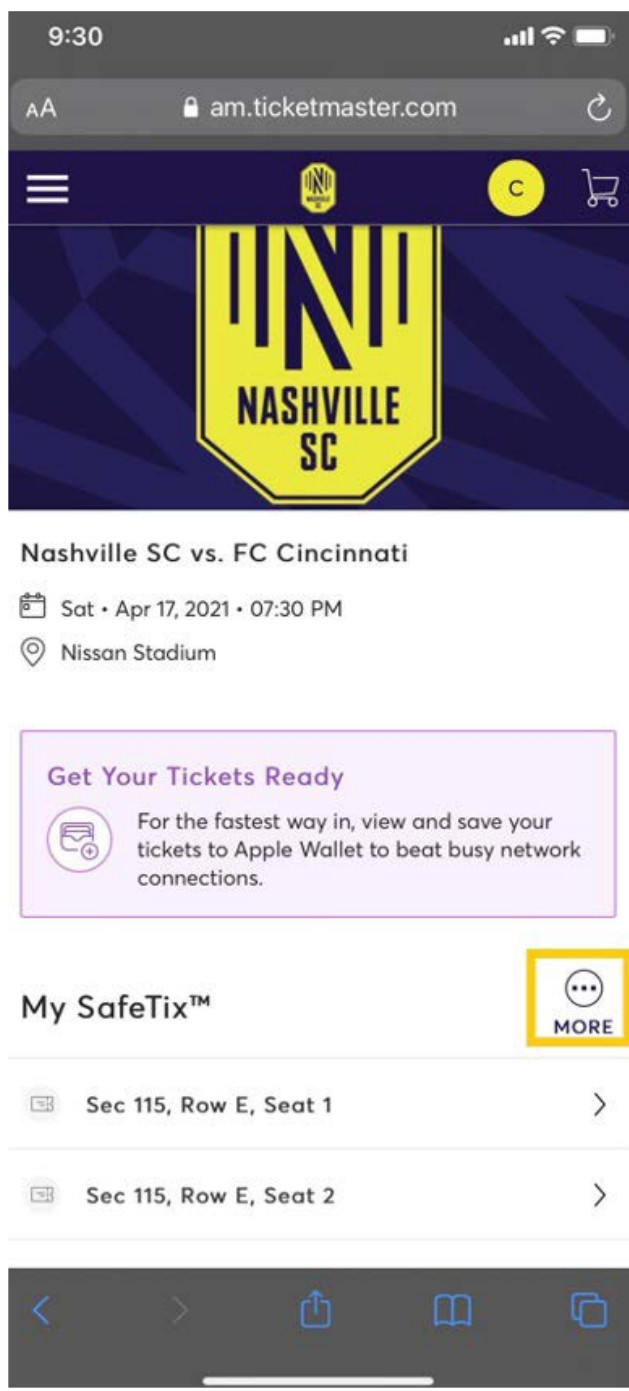 9:30
AA am.ticketmaster.com
N
NASHVILLE
C
N
NASHVILLE
SC
Nashville SC vs. FC Cincinnati
Sat • Apr 17, 2021 • 07:30 PM
Nissan Stadium
Get Your Tickets Ready
For the fastest way in, view and save your
tickets to Apple Wallet to beat busy network
connections.
My SafeTix™
MORE
Sec 115, Row E, Seat 1
Sec 115, Row E, Seat 2